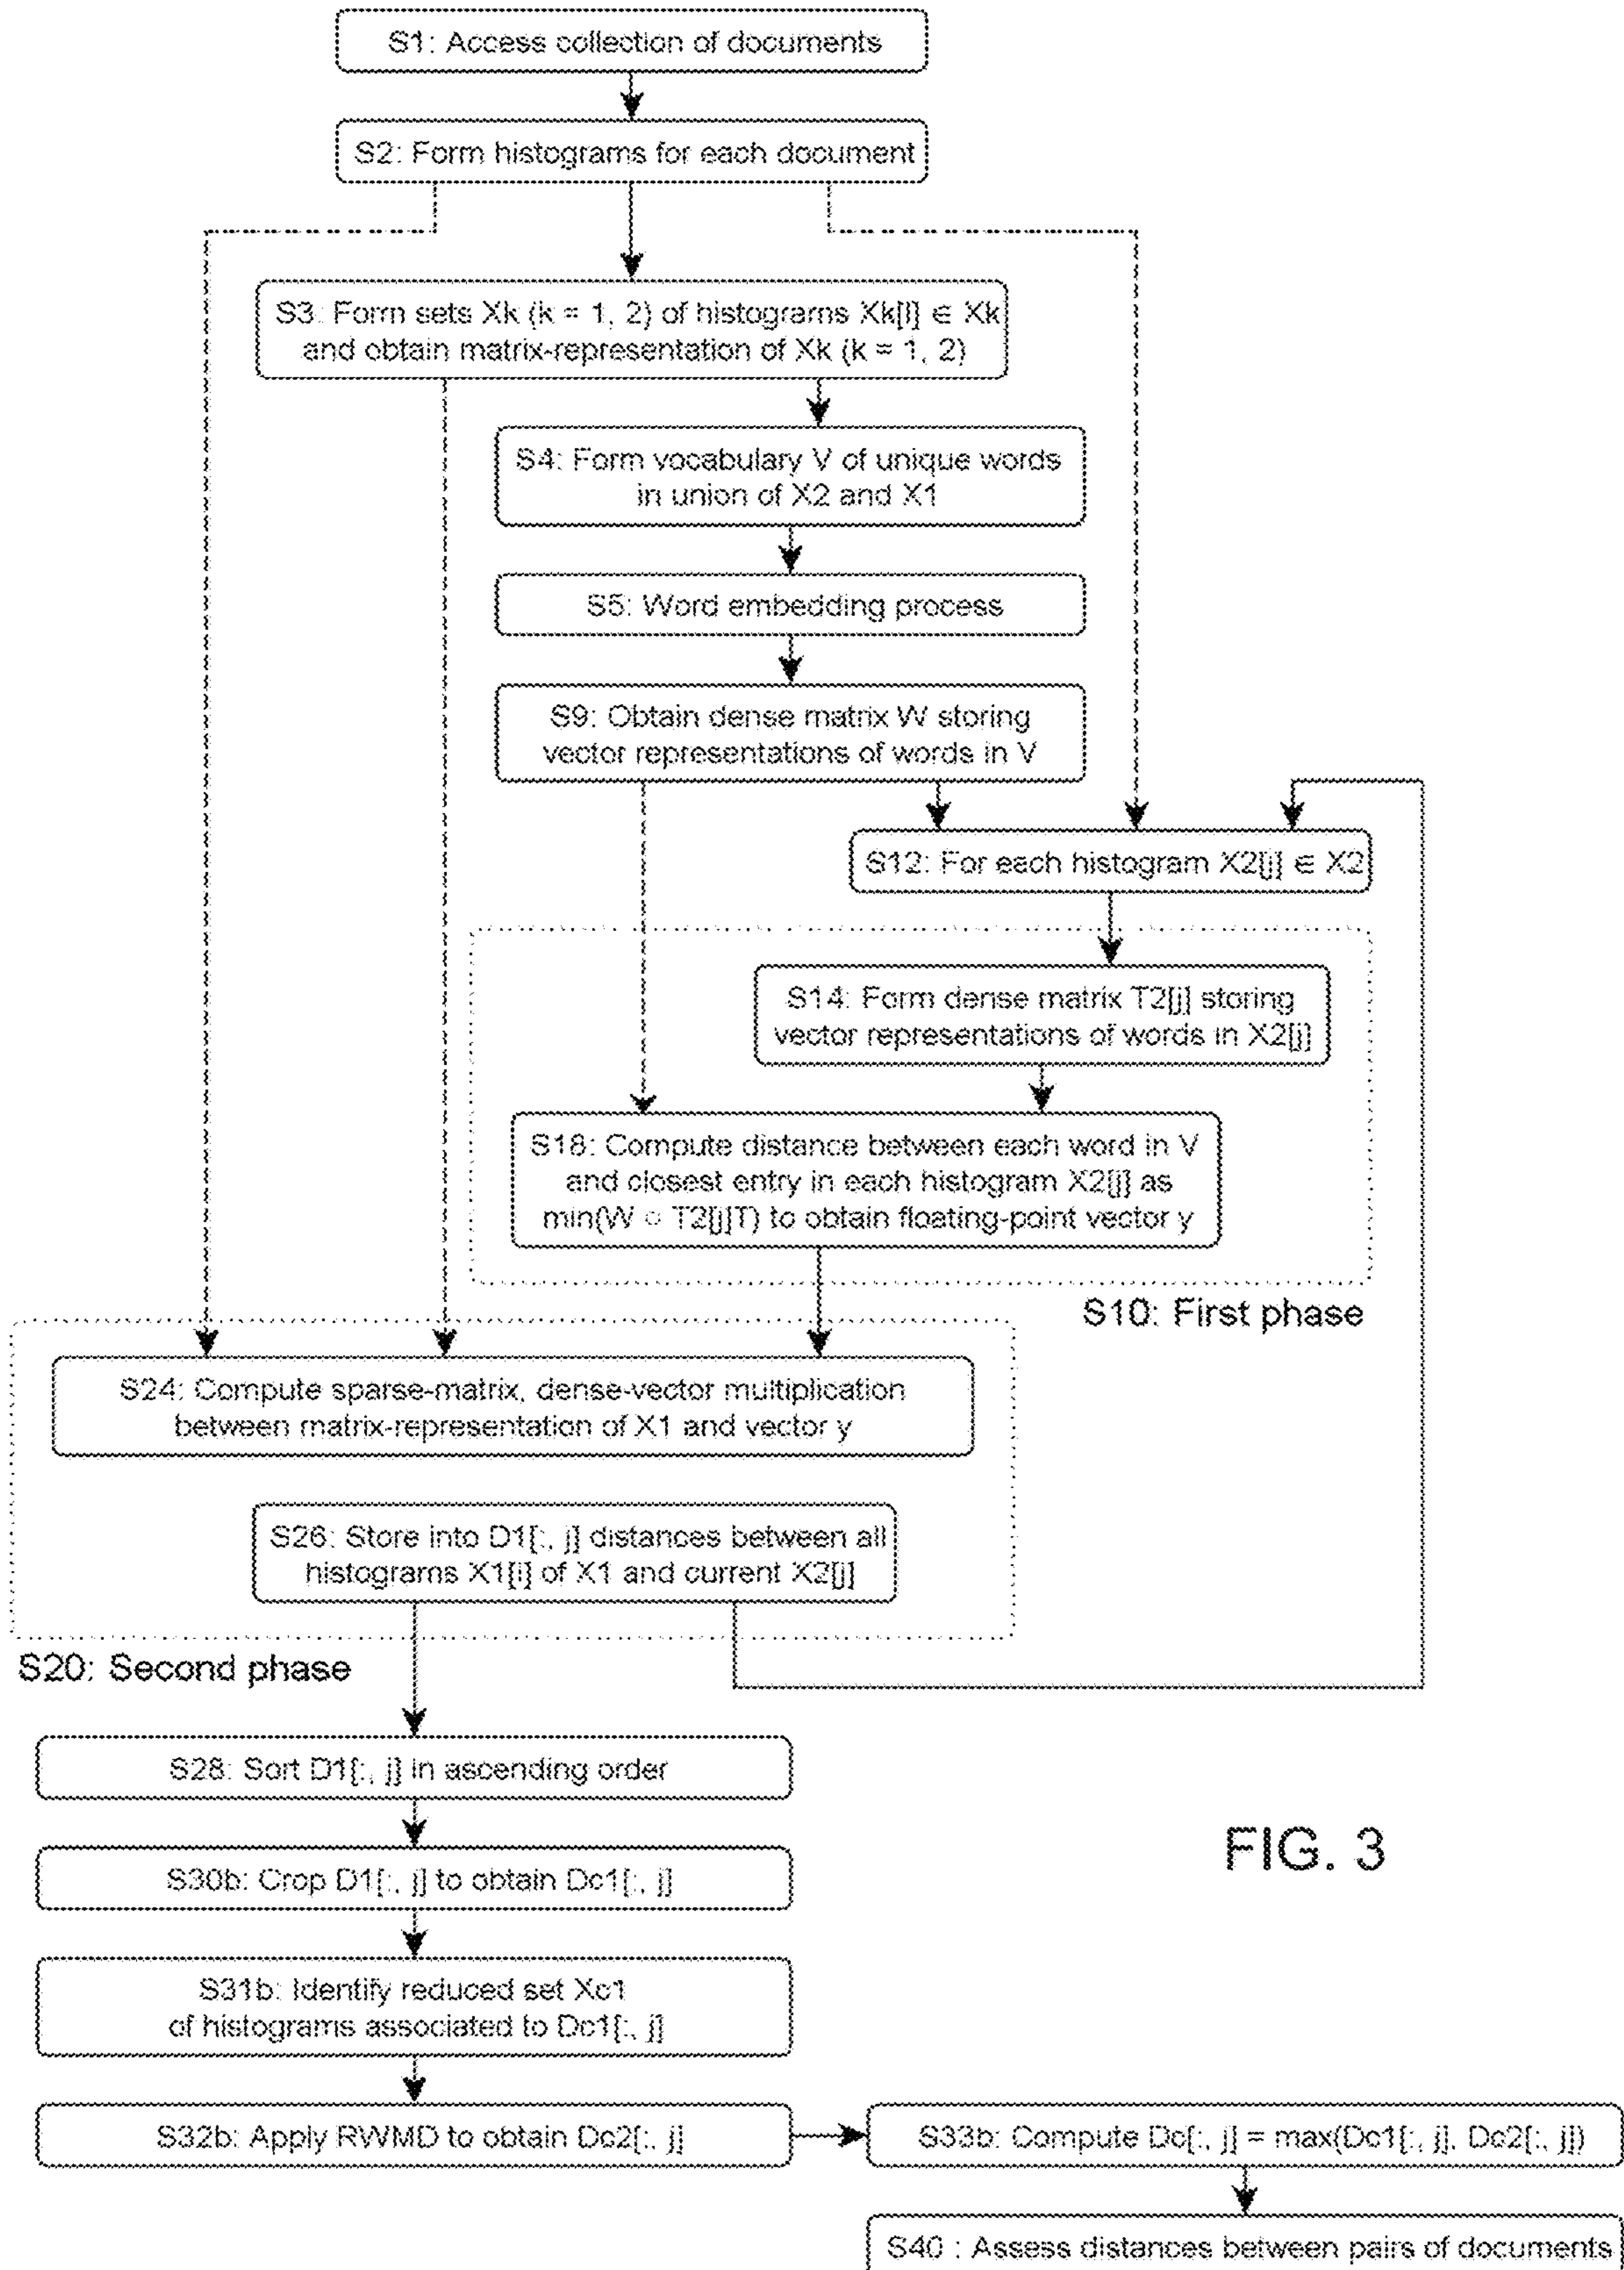 S1: Access collection of documents
S2: Form histograms for each document
S3: Form sets Xk (k = 1, 2) of histograms Xk[l] ∈ Xk
and obtain matrix-representation of Xk (k = 1, 2)
S4: Form vocabulary V of unique words
in union of X2 and X1
S5: Word embedding process
S9: Obtain dense matrix W storing
vector representations of words in V
S12: For each histogram X2[j] ∈ X2
S14: Form dense matrix T2[j] storing
vector representations of words in X2[j]
S18: Compute distance between each word in V
and closest entry in each histogram X2[j] as
min(W ○ T2[j]T) to obtain floating-point vector y
S10: First phase
S24: Compute sparse-matrix, dense-vector multiplication
between matrix-representation of X1 and vector y
S26: Store into D1[:, j] distances between all
histograms X1[i] of X1 and current X2[j]
S20: Second phase
S28: Sort D1[:, j] in ascending order
S30b: Crop D1[:, j] to obtain Dc1[:, j]
FIG. 3
S31b: Identify reduced set Xc1
of histograms associated to Dc1[:, j]
S32b: Apply RWMD to obtain Dc2[:, j]
S33b: Compute Dc[:, j] = max(Dc1[:, j], Dc2[:, j])
S40 : Assess distances between pairs of documents